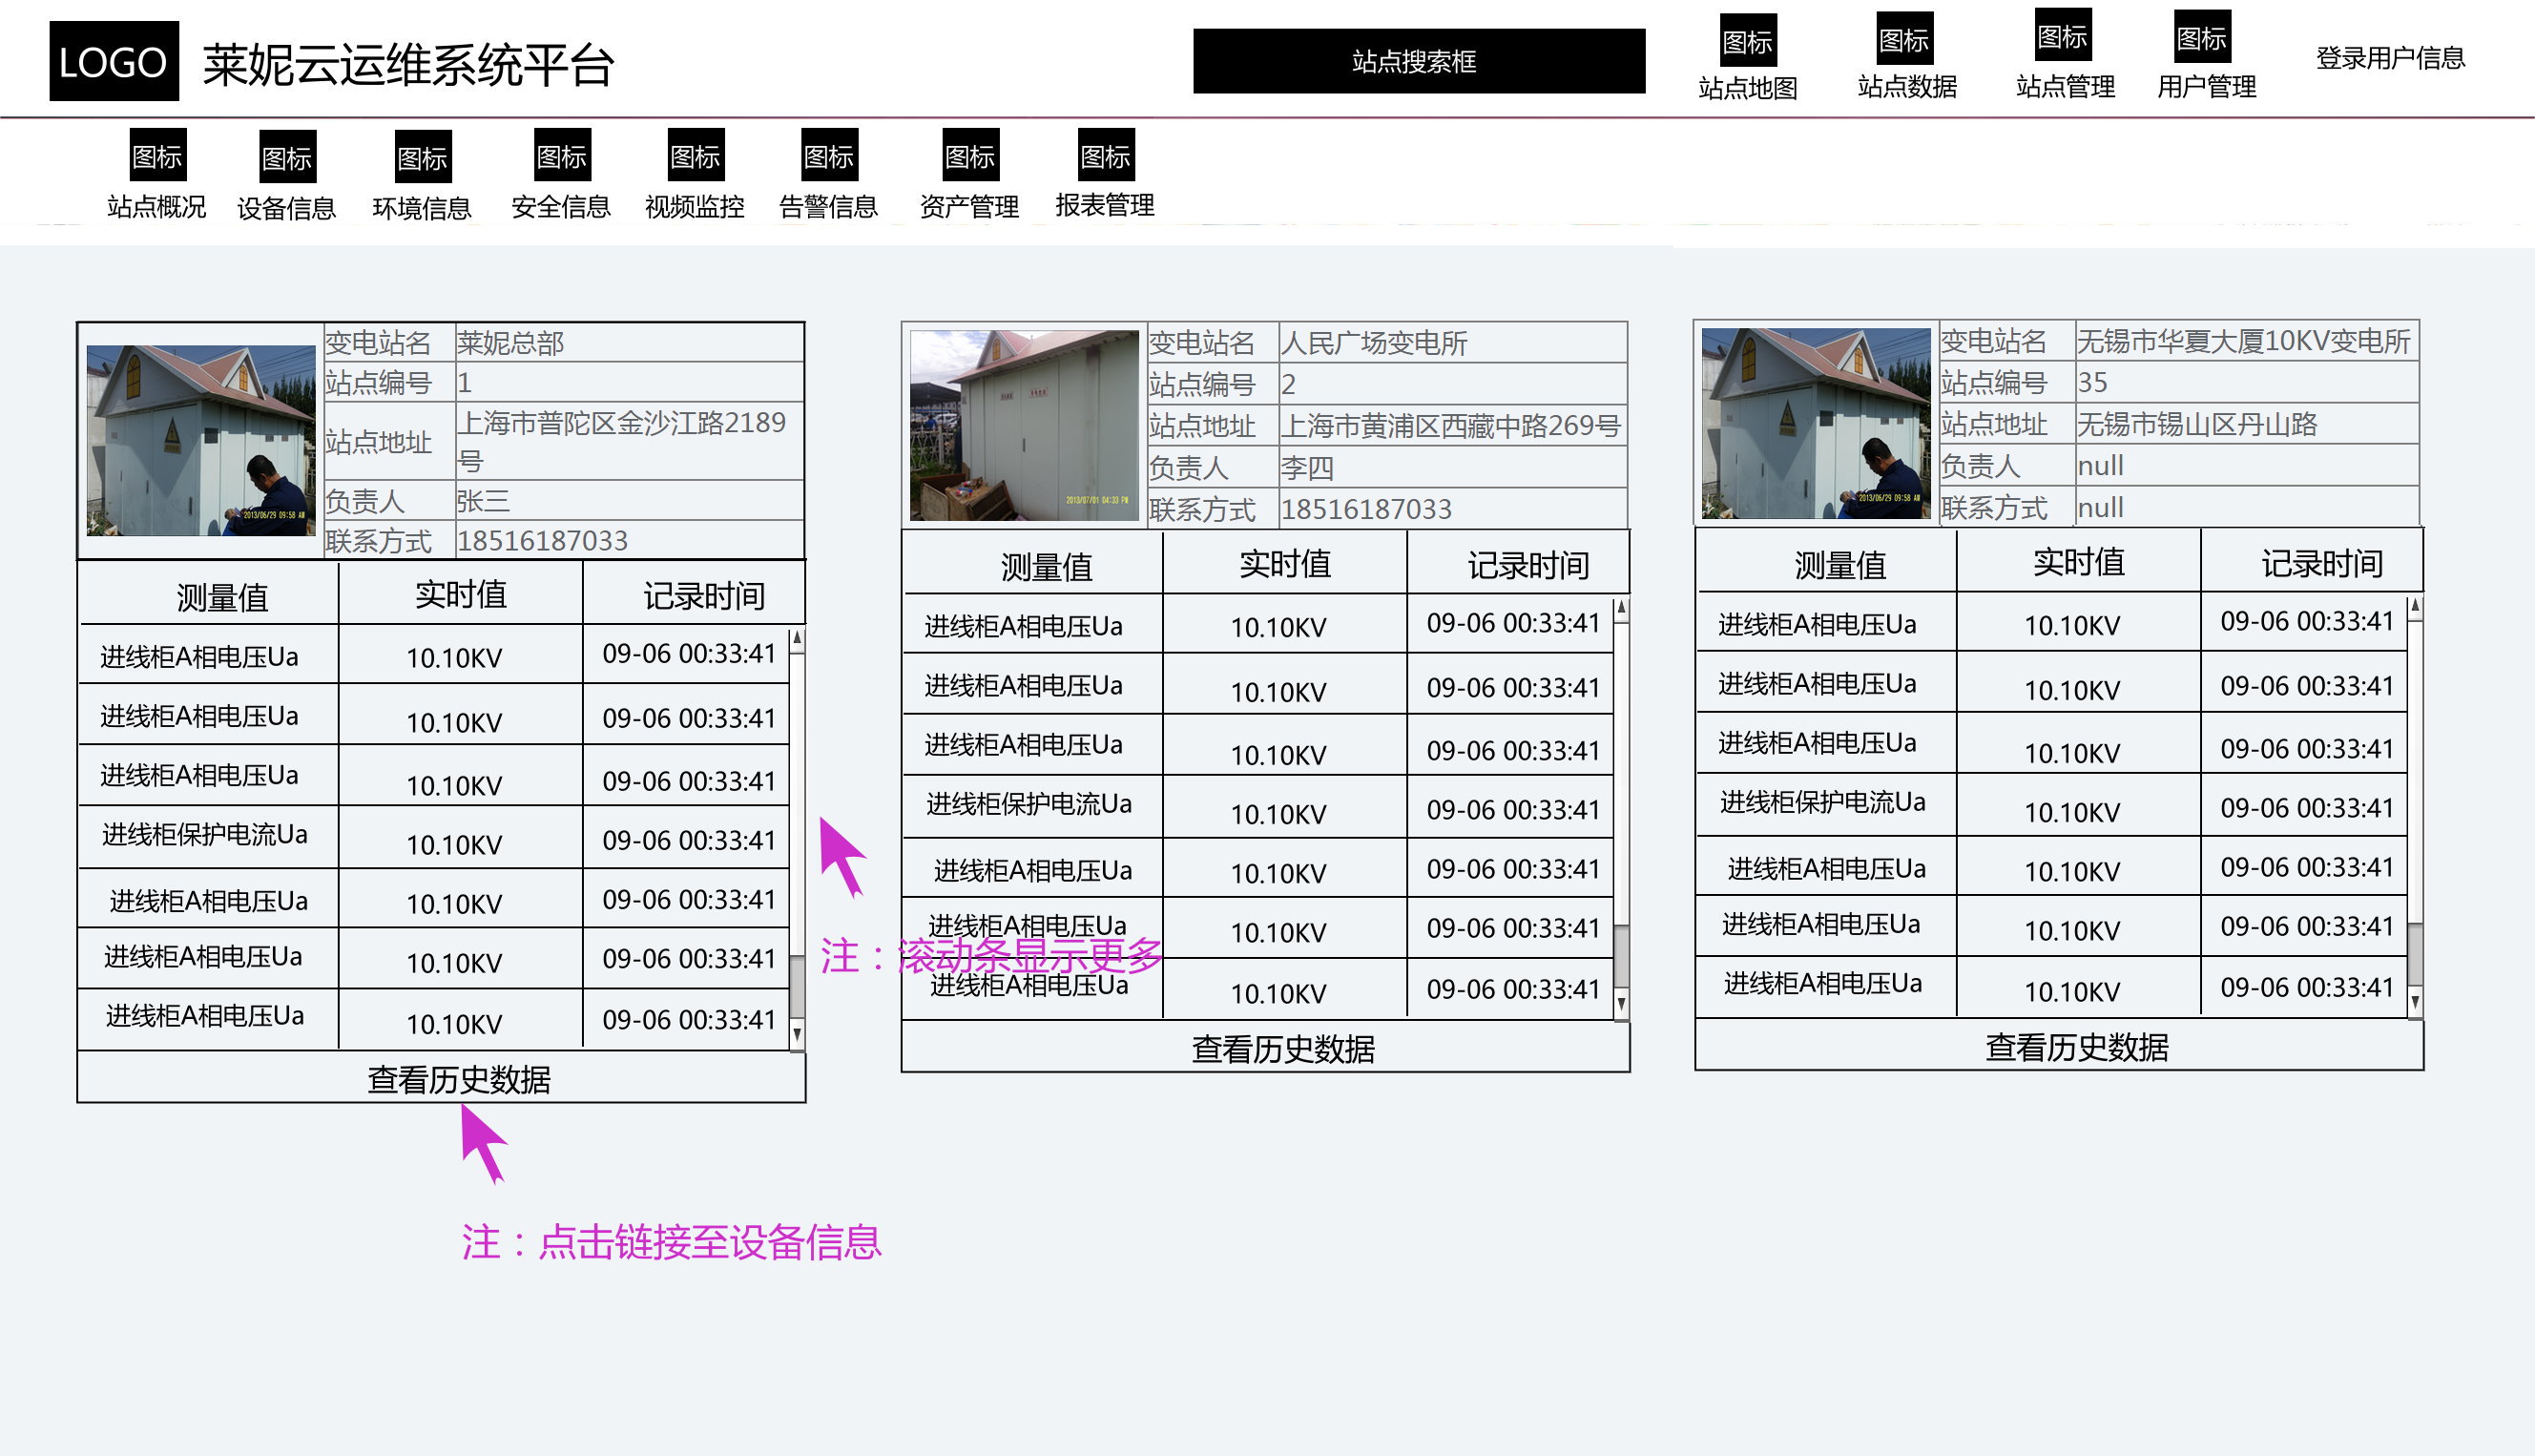 LOGO 莱妮云运维系统平台 站点搜索框 图标 图标 图标 图标 登录用户信息
站点地图 站点数据 站点管理 用户管理
图标 图标 图标 图标 图标 图标 图标 图标
站点概况 设备信息 环境信息 安全信息 视频监控 告警信息 资产管理 报表管理
变电站名 莱妮总部
站点编号 1
站点地址 上海市普陀区金沙江路2189
号
负责人 张三
联系方式 18516187033
2013/06/29 09:58 AM
测量值 实时值 记录时间
进线柜A相电压Ua 10.10KV 09-06 00:33:41
进线柜A相电压Ua 10.10KV 09-06 00:33:41
进线柜A相电压Ua 10.10KV 09-06 00:33:41
进线柜保护电流Ua 10.10KV 09-06 00:33:41
进线柜A相电压Ua 10.10KV 09-06 00:33:41
进线柜A相电压Ua 10.10KV 09-06 00:33:41
进线柜A相电压Ua 10.10KV 09-06 00:33:41
查看历史数据
注：点击链接至设备信息
注：滚动条显示更多
变电站名 人民广场变电所
站点编号 2
站点地址 上海市黄浦区西藏中路269号
负责人 李四
联系方式 18516187033
2013/07/01 04:33 PM
测量值 实时值 记录时间
进线柜A相电压Ua 10.10KV 09-06 00:33:41
进线柜A相电压Ua 10.10KV 09-06 00:33:41
进线柜A相电压Ua 10.10KV 09-06 00:33:41
进线柜保护电流Ua 10.10KV 09-06 00:33:41
进线柜A相电压Ua 10.10KV 09-06 00:33:41
进线柜A相电压Ua 10.10KV 09-06 00:33:41
进线柜A相电压Ua 10.10KV 09-06 00:33:41
查看历史数据
变电站名 无锡市华夏大厦10KV变电所
站点编号 35
站点地址 无锡市锡山区丹山路
负责人 null
联系方式 null
2013/06/29 09:58 AM
测量值 实时值 记录时间
进线柜A相电压Ua 10.10KV 09-06 00:33:41
进线柜A相电压Ua 10.10KV 09-06 00:33:41
进线柜A相电压Ua 10.10KV 09-06 00:33:41
进线柜保护电流Ua 10.10KV 09-06 00:33:41
进线柜A相电压Ua 10.10KV 09-06 00:33:41
进线柜A相电压Ua 10.10KV 09-06 00:33:41
进线柜A相电压Ua 10.10KV 09-06 00:33:41
查看历史数据